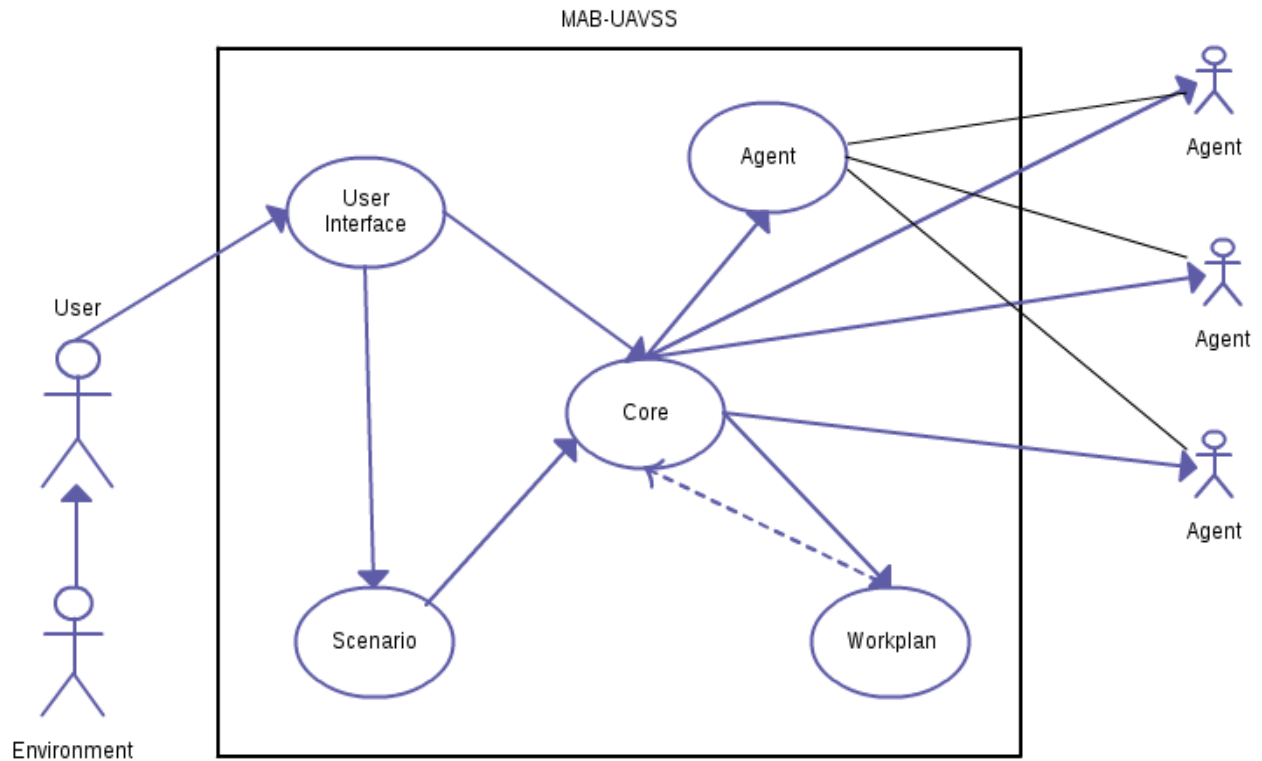 MAB-UAVSS
Agent
Agent
User
Interface
User
Agent
Core
Agent
Scenario
Workplan
Environment